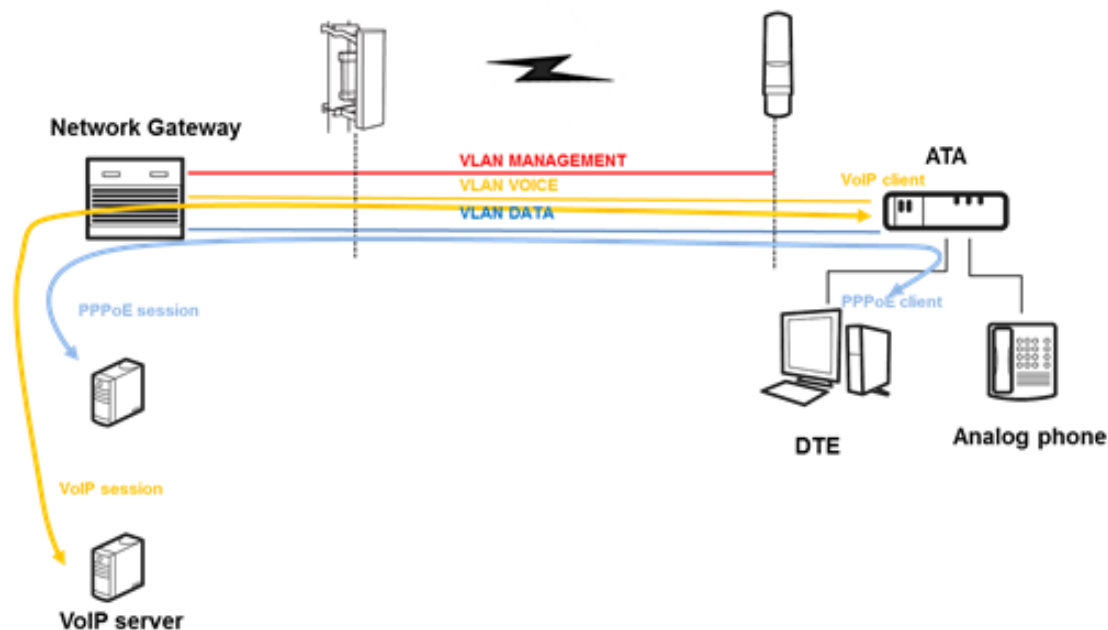 Network Gateway
VLAN MANAGEMENT
ATA
VLAN VOICE
VoIP client
VLAN DATA
PPPoE session
PPPoE client
DTE
Analog phone
VoIP session
VoIP server